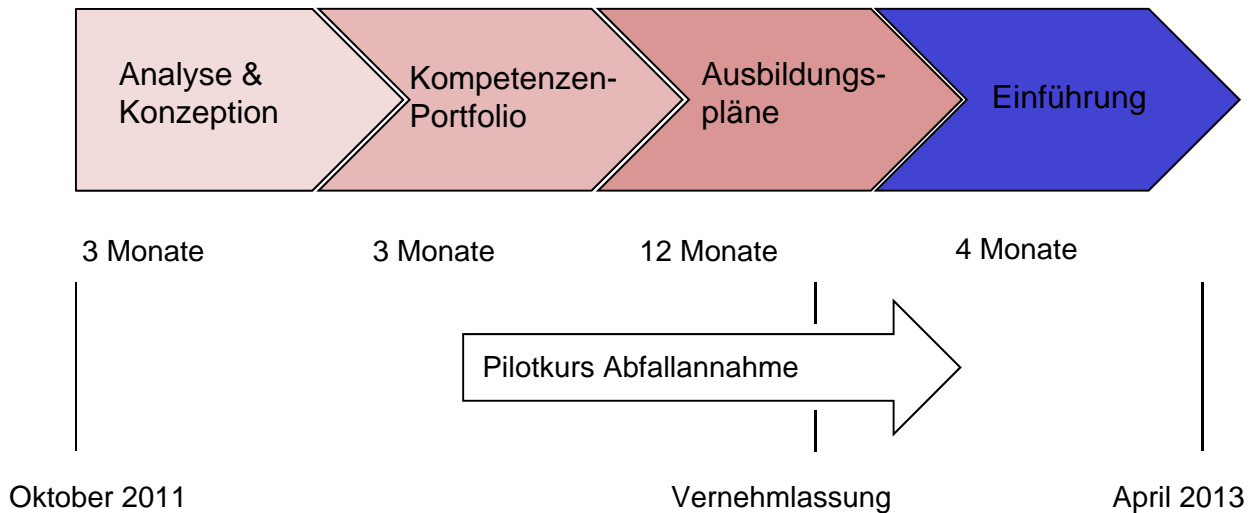 Analyse &
Konzeption
Kompetenzen-
Portfolio
Ausbildungs-
pläne
Einführung
3 Monate
3 Monate
12 Monate
4 Monate
Pilotkurs Abfallannahme
Oktober 2011
Vernehmlassung
April 2013